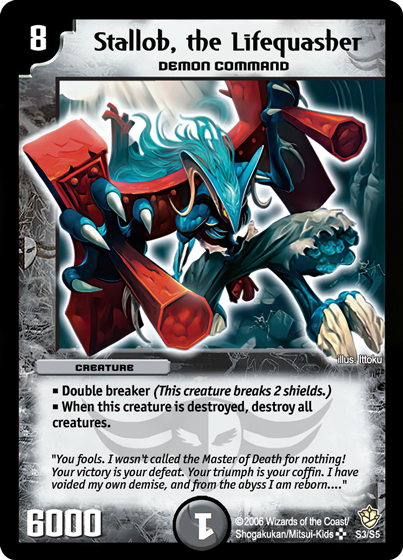 8
Stallob, the Lifequasher
DEMON COMMAND
illus. Ittoku
CREATURE
▪ Double breaker (This creature breaks 2 shields.)
▪ When this creature is destroyed, destroy all
creatures.
"You fools. I wasn't called the Master of Death for nothing!
Your victory is your defeat. Your triumph is your coffin. I have
voided my own demise, and from the abyss I am reborn...."
6000
1
©2006 Wizards of the Coast/
Shogakukan/Mitsui-Kids S3/S5